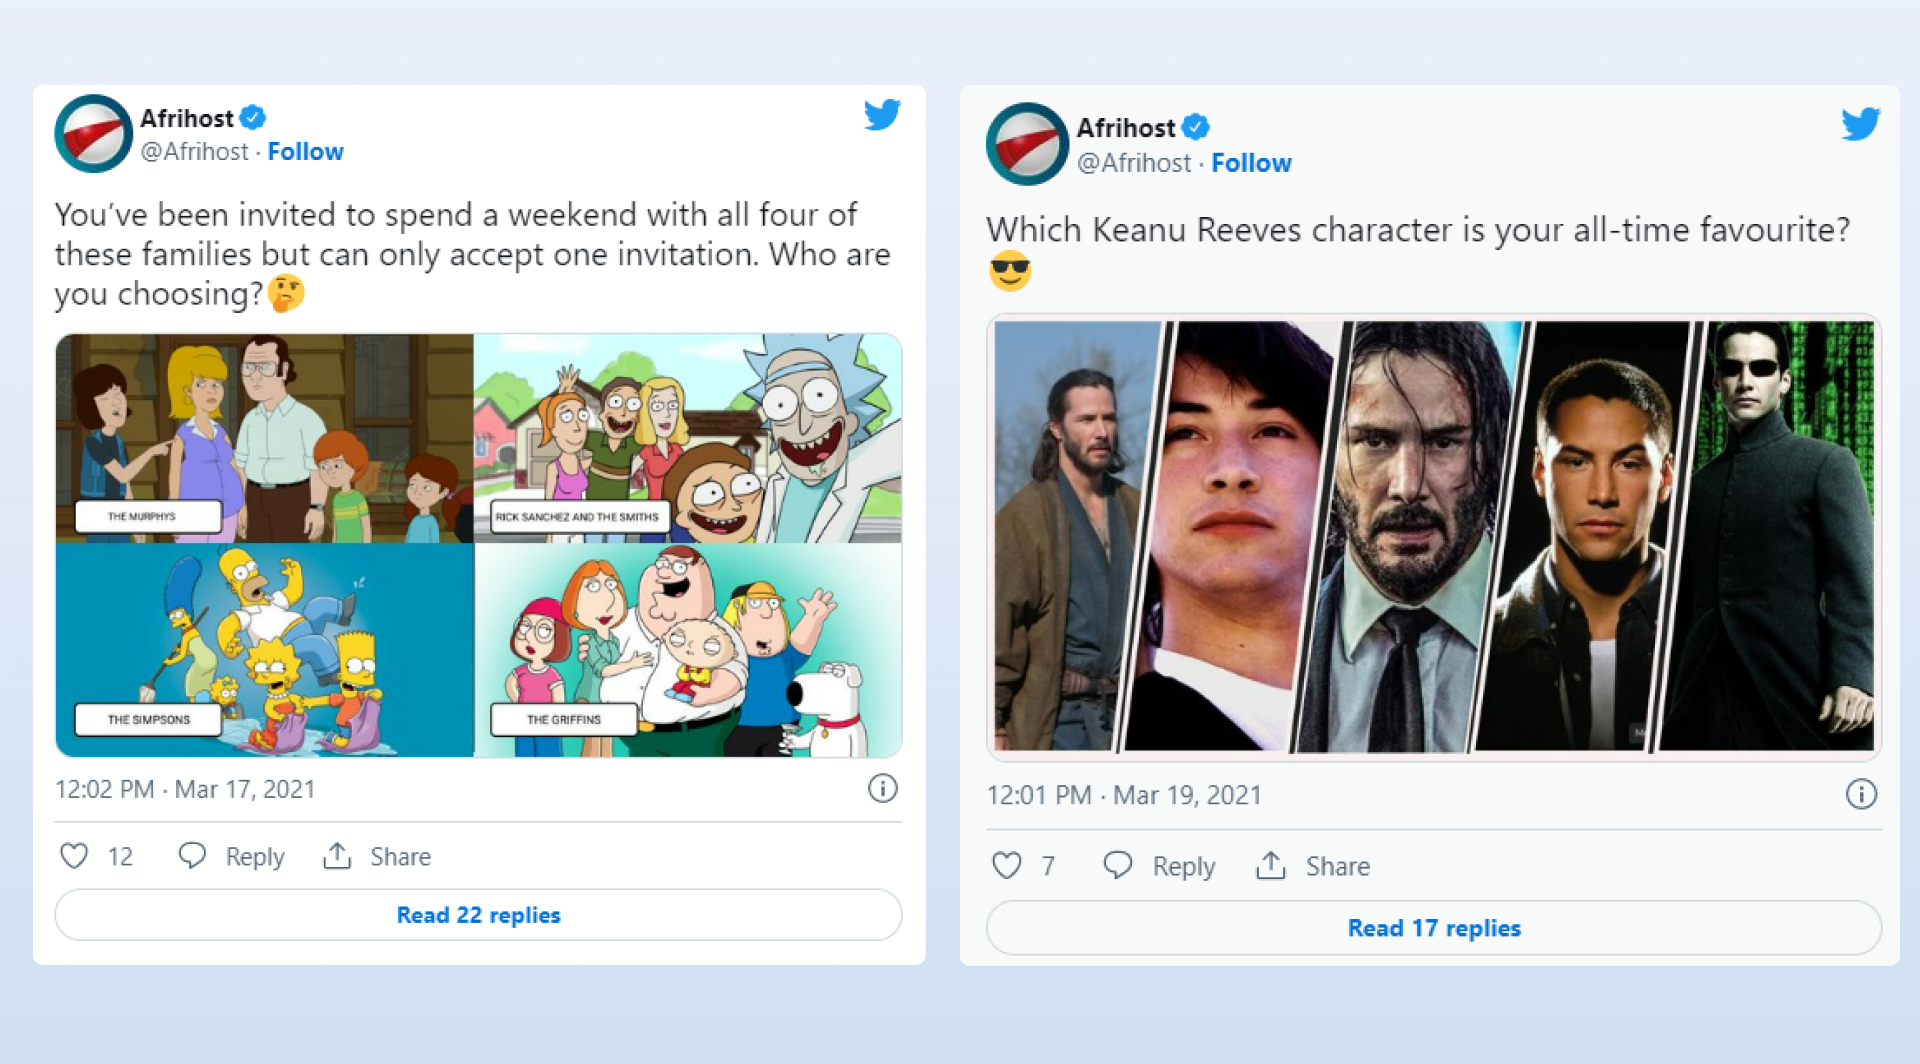 Afrihost
@Afrihost · Follow
You’ve been invited to spend a weekend with all four of
these families but can only accept one invitation. Who are
you choosing?🤔
THE MURPHYS
RICK SANCHEZ AND THE SMITHS
THE SIMPSONS
THE GRIFFINS
12:02 PM · Mar 17, 2021
12 Reply Share
Read 22 replies
Afrihost
@Afrihost · Follow
Which Keanu Reeves character is your all-time favourite?
😎
12:01 PM · Mar 19, 2021
7 Reply Share
Read 17 replies